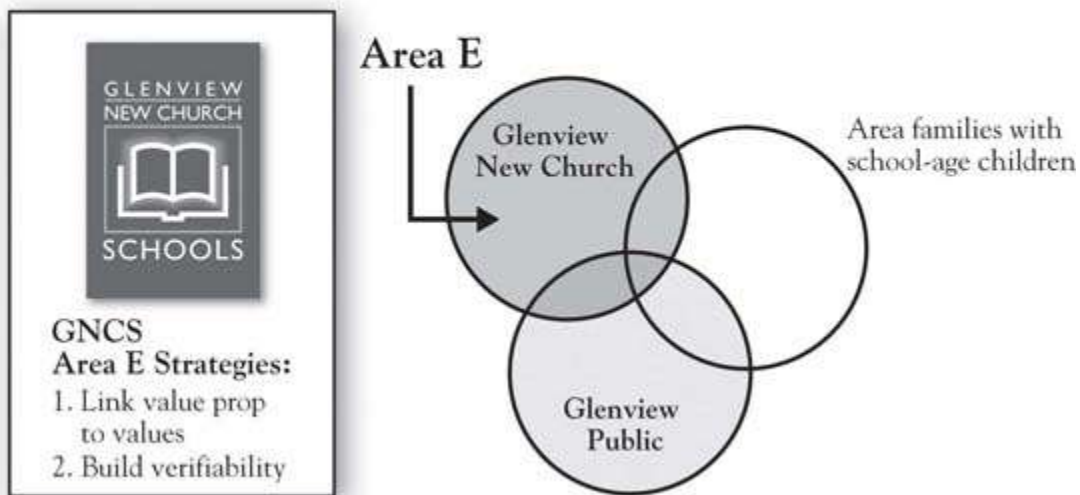 GLENVIEW
NEW CHURCH
SCHOOLS
GNCS
Area E Strategies:
1. Link value prop
to values
2. Build verifiability
Area E
Glenview
New Church
Area families with
school-age children
Glenview
Public